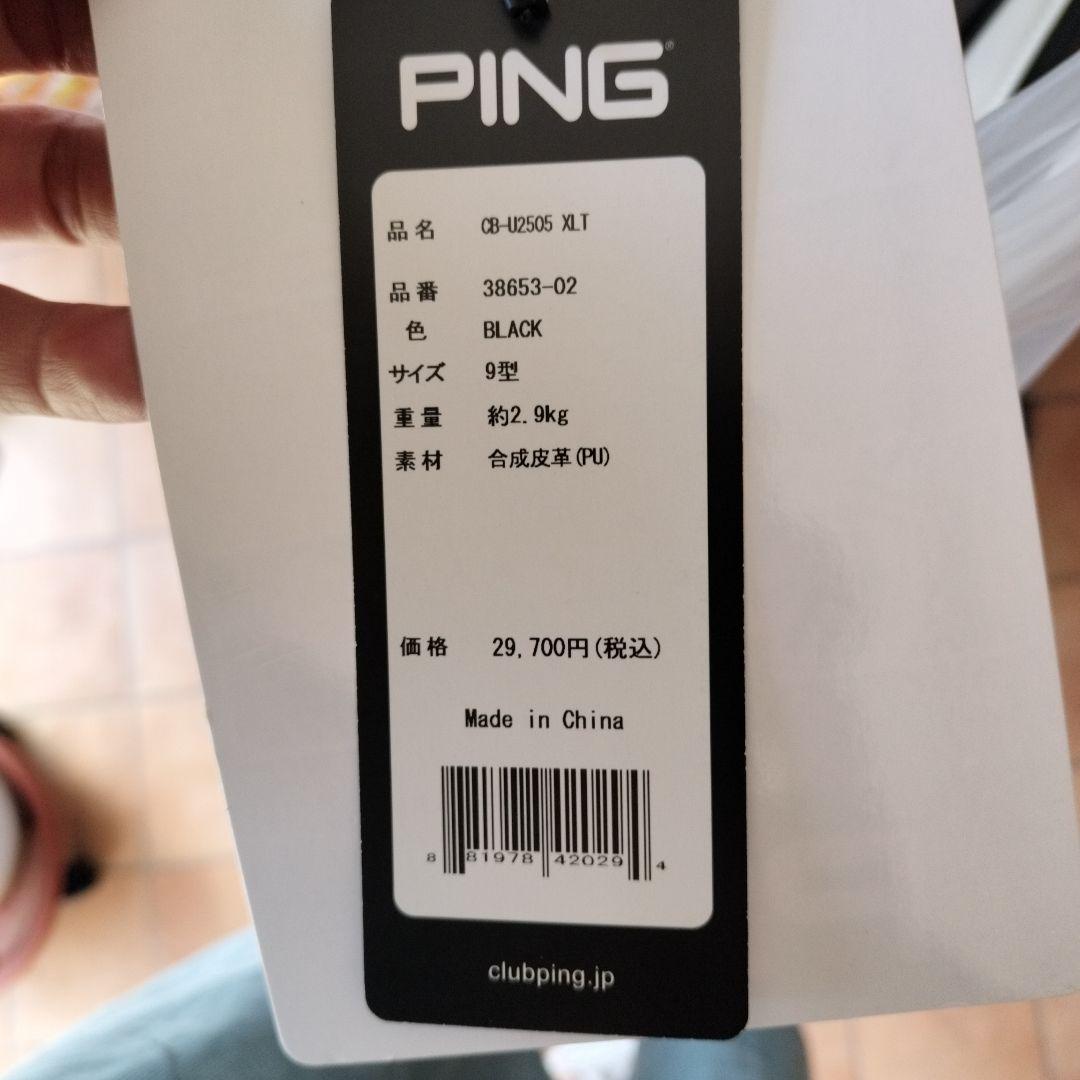 PING®
品名 CB-U2505 XLT
品番 38653-02
色 BLACK
サイズ 9型
重量 約2.9kg
素材 合成皮革(PU)
価格 29,700円(税込)
Made in China
8 81978 42029 4
clubping.jp